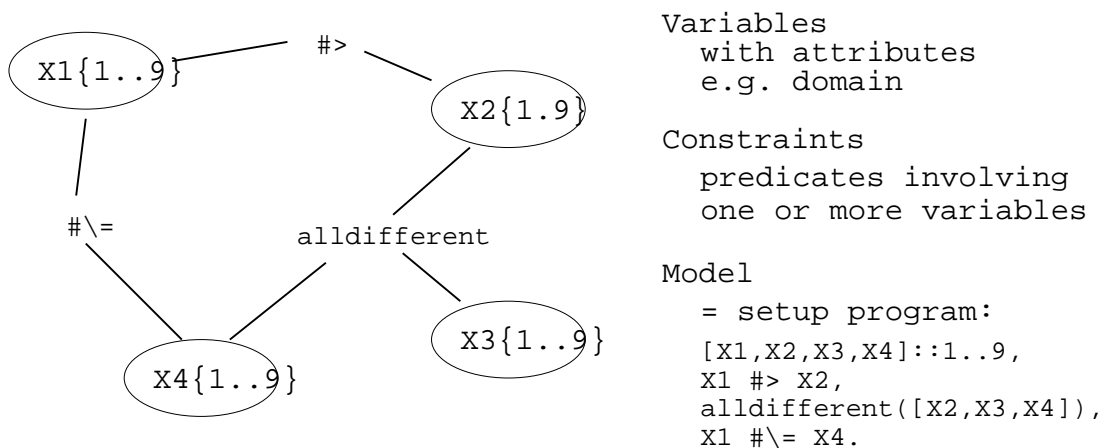 X1{1..9}
#>
X2{1.9}
#\=
alldifferent
X3{1..9}
X4{1..9}
Variables
with attributes
e.g. domain
Constraints
predicates involving
one or more variables
Model
= setup program:
[X1,X2,X3,X4]::1..9,
X1 #> X2,
alldifferent([X2,X3,X4]),
X1 #\= X4.